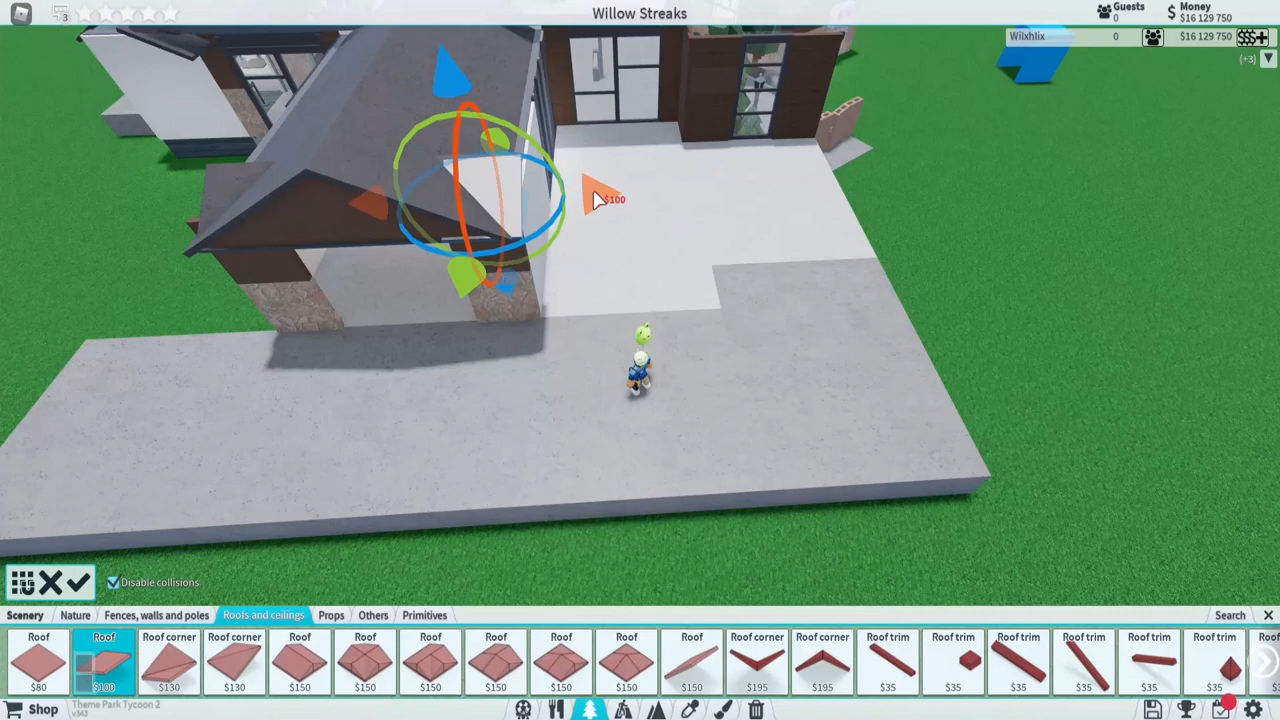 3
Willow Streaks
Guests
0
Money
$16 129 750
Wilxhlix 0 $16 129 750 $$$+
(+3)
$100
Disable collisions
Scenery Nature Fences, walls and poles Roofs and ceilings Props Others Primitives Search
Roof Roof Roof corner Roof corner Roof Roof Roof Roof Roof Roof Roof Roof corner Roof corner Roof trim Roof trim Roof trim Roof trim Roof trim Roof trim
$80 $100 $130 $130 $150 $150 $150 $150 $150 $150 $150 $195 $195 $35 $35 $35 $35 $35 $35
Shop
Theme Park Tycoon 2
v343